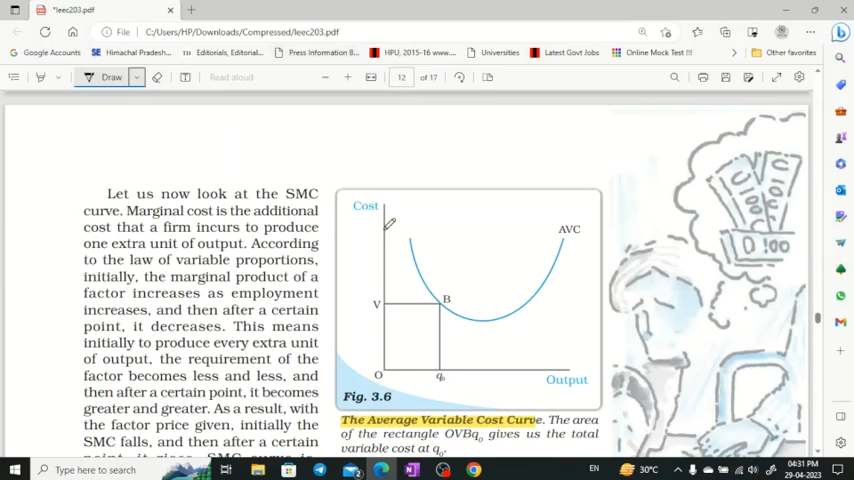 *leec203.pdf
File
C:/Users/HP/Downloads/Compressed/leec203.pdf
Google Accounts
Himachal Pradesh...
Editorials, Editorial...
Press Information B...
HPU, 2015-16 www....
Universities
Latest Govt Jobs
Online Mock Test !!!
Other favorites
Draw
Read aloud
12
of 17
Let us now look at the SMC
curve. Marginal cost is the additional
cost that a firm incurs to produce
one extra unit of output. According
to the law of variable proportions,
initially, the marginal product of a
factor increases as employment
increases, and then after a certain
point, it decreases. This means
initially to produce every extra unit
of output, the requirement of the
factor becomes less and less, and
then after a certain point, it becomes
greater and greater. As a result, with
the factor price given, initially the
SMC falls, and then after a certain
Cost
AVC
V
B
O
q₀
Output
Fig. 3.6
The Average Variable Cost Curve. The area
of the rectangle OVBq₀ gives us the total
variable cost at q₀.
Type here to search
EN
30°C
04:31 PM
29-04-2023